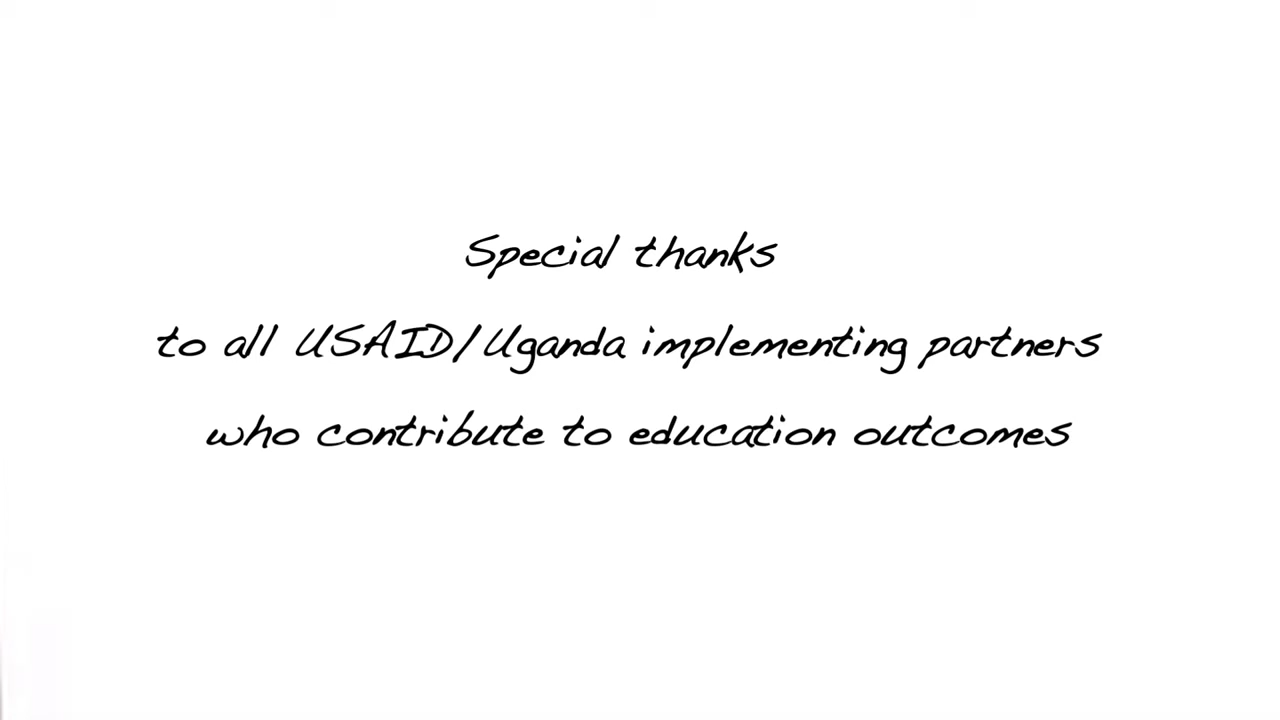 Special thanks
to all USAID/Uganda implementing partners
who contribute to education outcomes